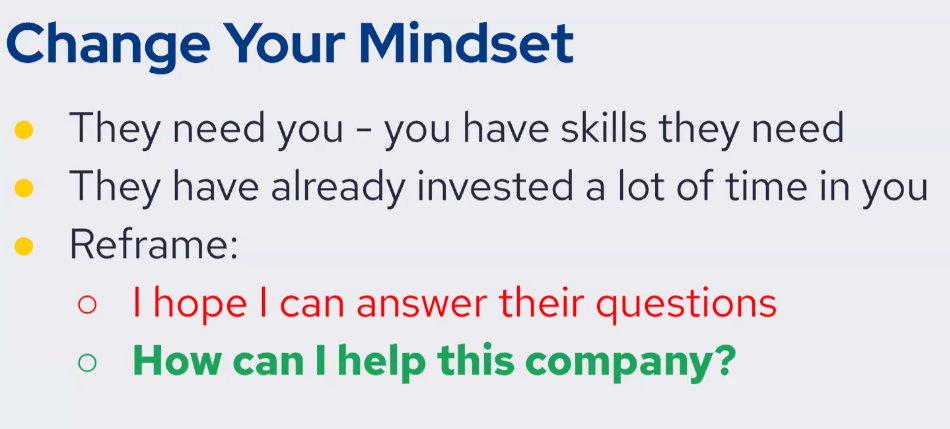 Change Your Mindset
They need you - you have skills they need
They have already invested a lot of time in you
Reframe:
I hope I can answer their questions
How can I help this company?